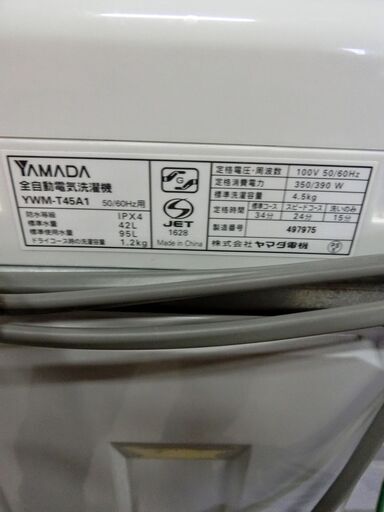 YAMADA
全自動電気洗濯機
YWM-T45A1 50/60Hz用
防水等級 IPX4
標準水量 42L
標準使用水量 95L
ドライコース時の洗濯容量 1.2kg
G
S
JET
1628
Made in China
定格電圧・周波数 100V 50/60Hz
定格消費電力 350/390 W
標準洗濯容量 4.5kg
標準コース スピードコース 洗いのみ
34分 24分 15分
製造番号 497975
株式会社 ヤマダ電機